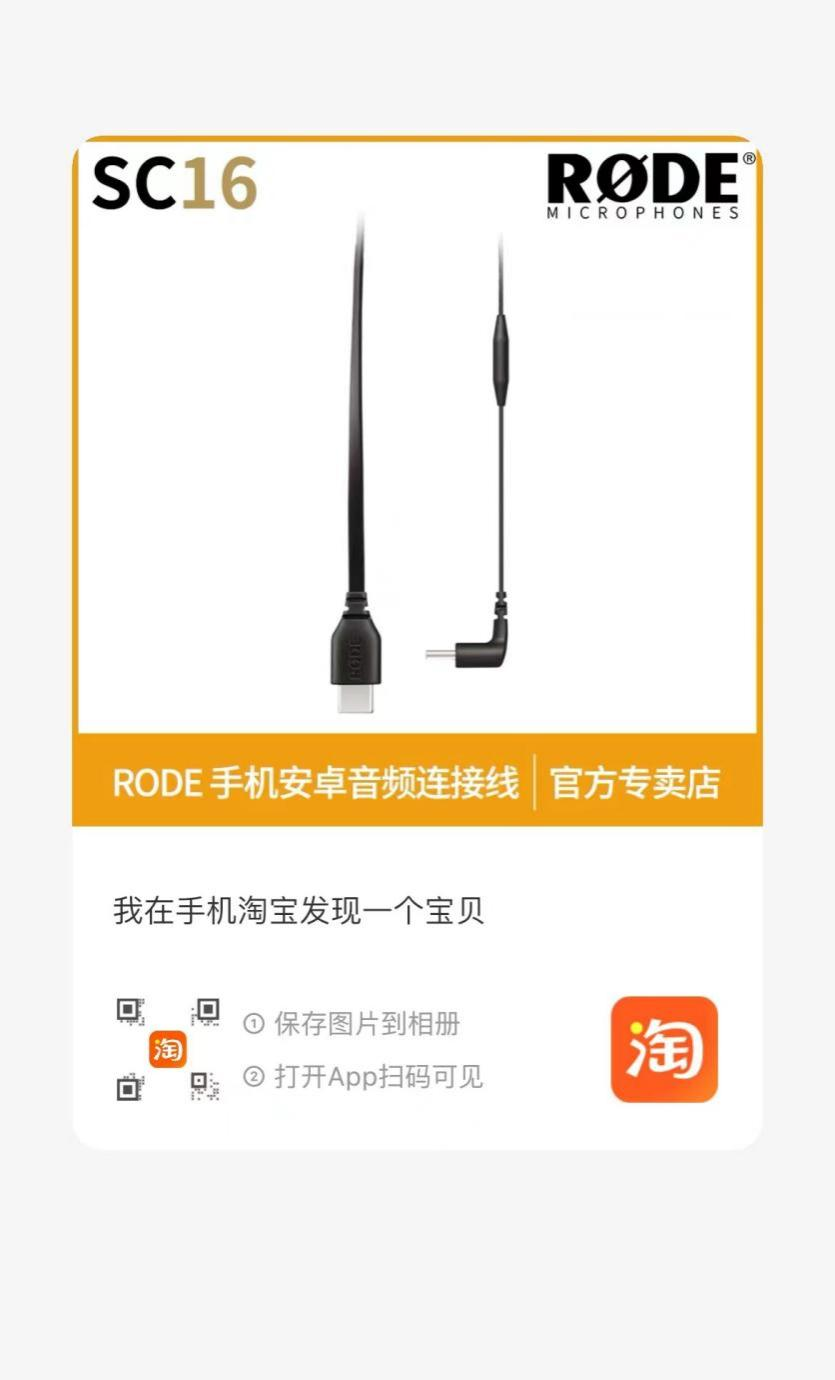 SC16
RØDE®
MICROPHONES
RØDE
RODE 手机安卓音频连接线 官方专卖店
我在手机淘宝发现一个宝贝
淘
① 保存图片到相册
② 打开App扫码可见
淘